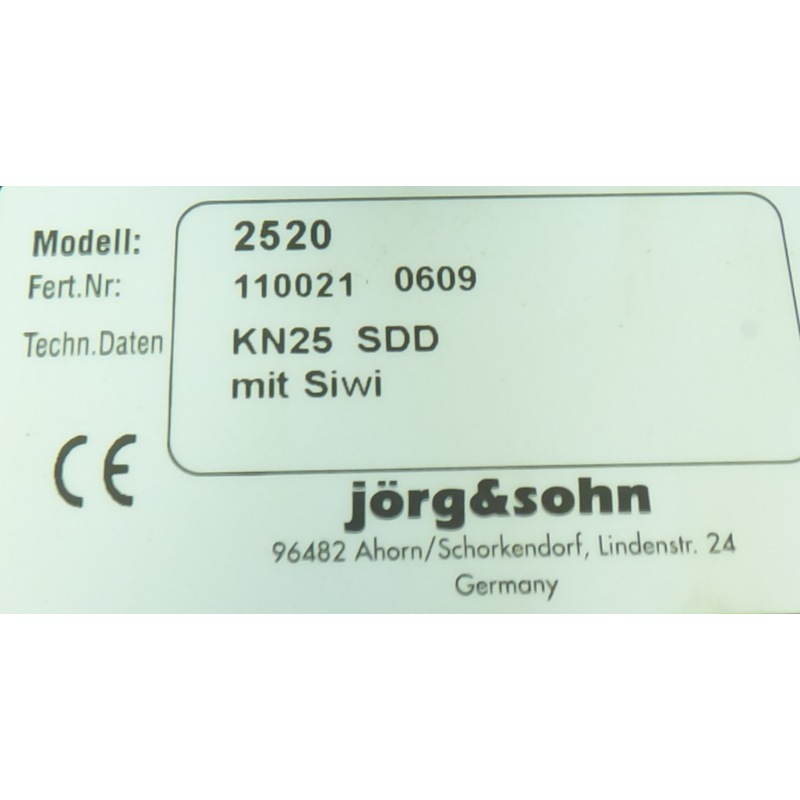 Modell: 2520
Fert.Nr: 110021 0609
Techn.Daten KN25 SDD
mit Siwi
CE
jörg&sohn
96482 Ahorn/Schorkendorf, Lindenstr. 24
Germany